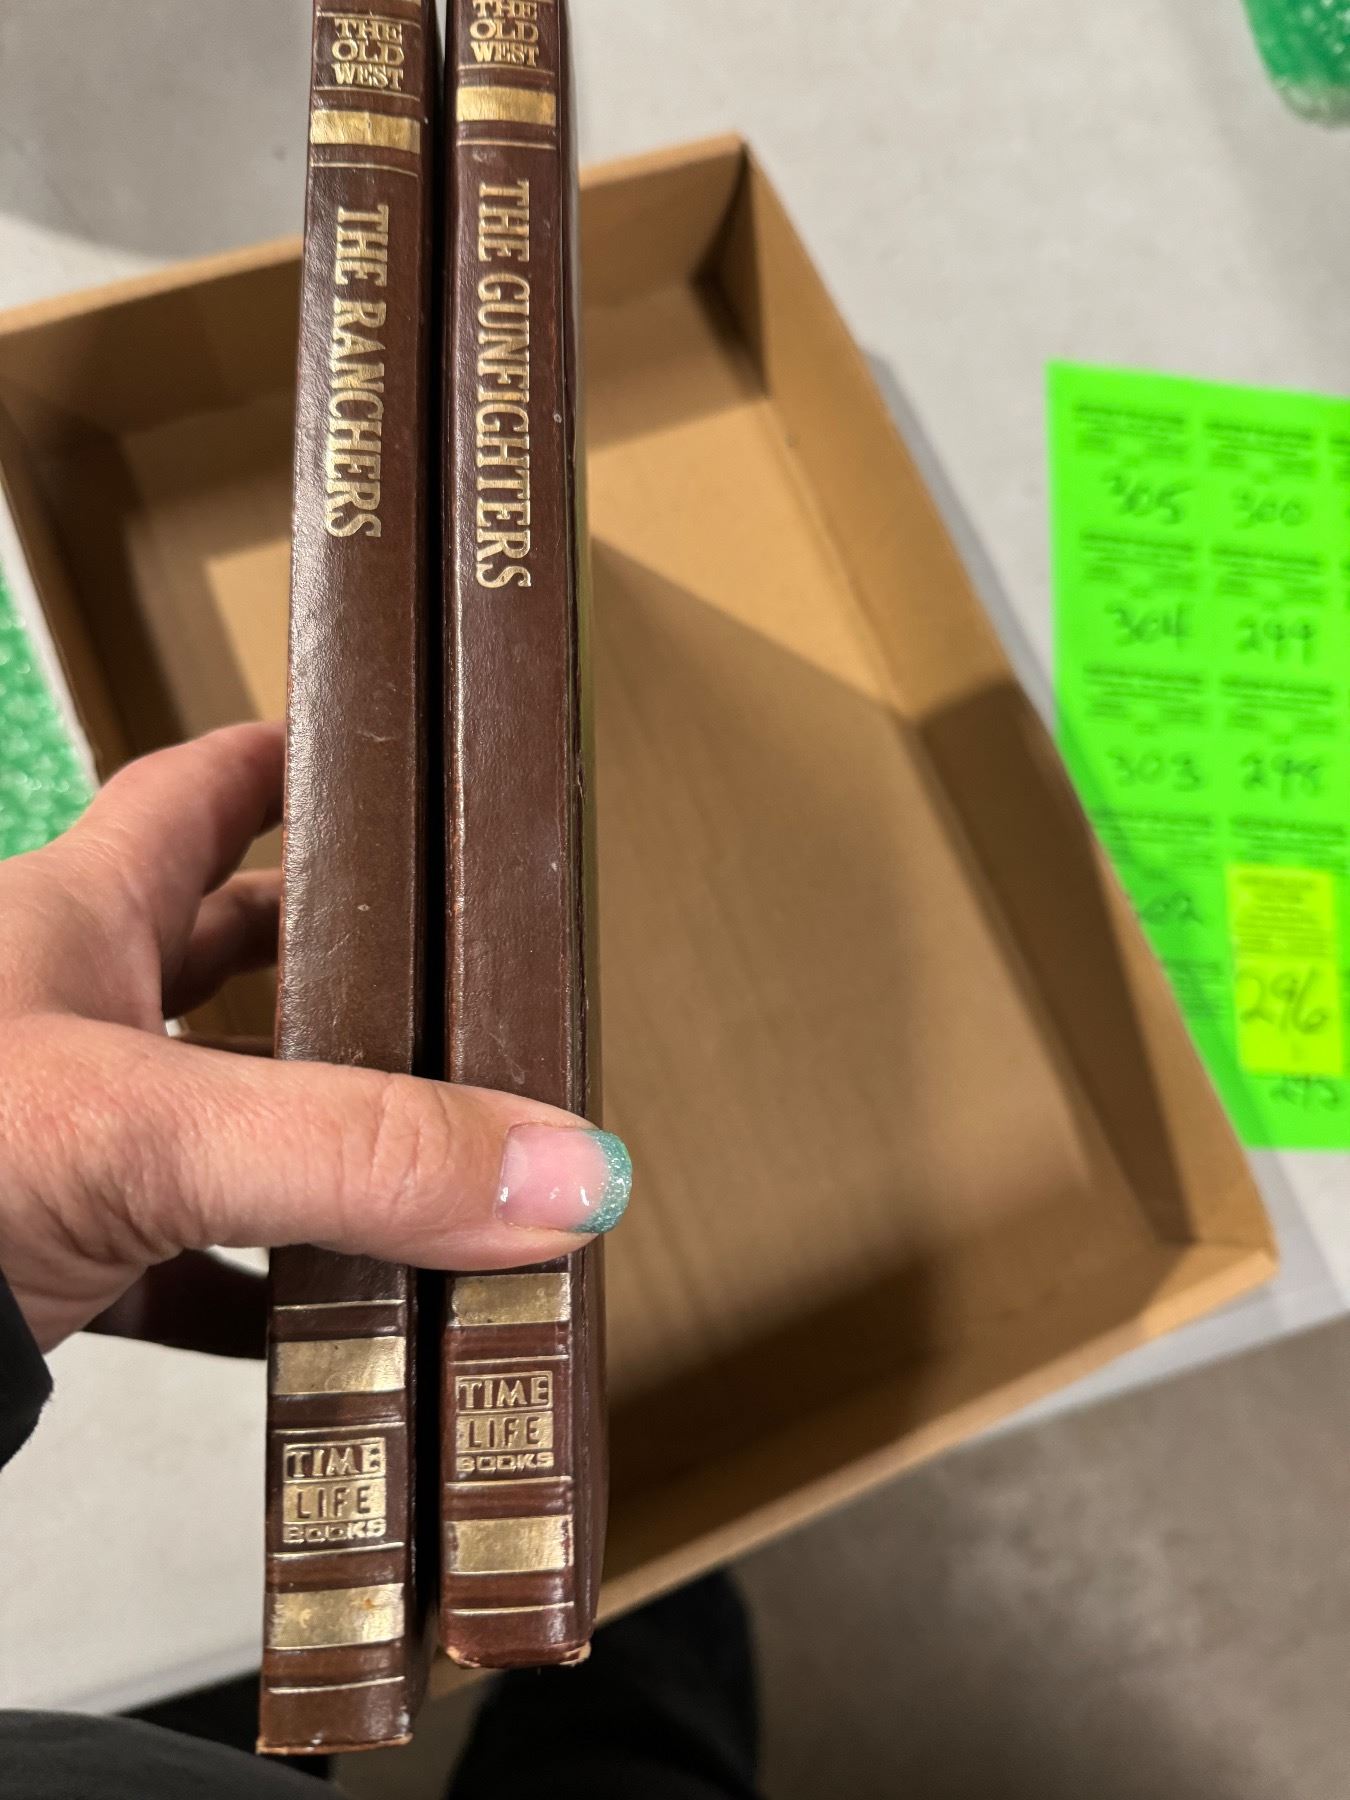 THE
OLD
WEST
THE RANCHERS
TIME
LIFE
BOOKS
THE
OLD
WEST
THE GUNFIGHTERS
TIME
LIFE
BOOKS
305
300
304
299
303
298
296